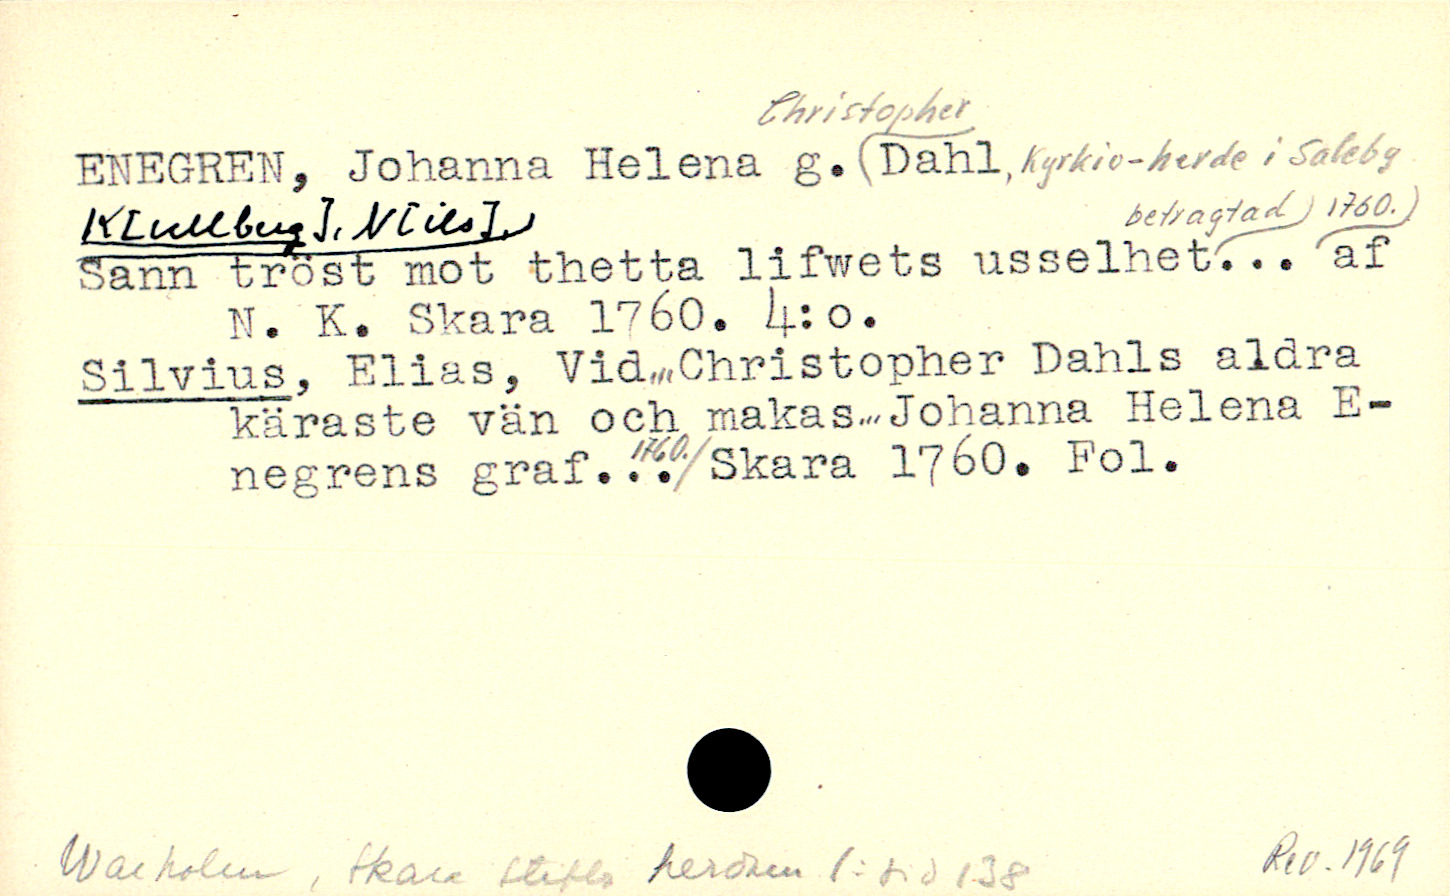 Christopher
ENEGREN, Johanna Helena g. (Dahl, Kyrkio-herde i Saleby
K[ullberg], N[ils].
betragtad) 1760.)
Sann tröst mot thetta lifwets usselhet... af
N. K. Skara 1760. 4:o.
Silvius, Elias, Vid... Christopher Dahls aldra
käraste vän och makas... Johanna Helena E-
1760./
negrens graf... Skara 1760. Fol.
Warholm, Skara stifts herdam 1: sid 138
Rev. 1969